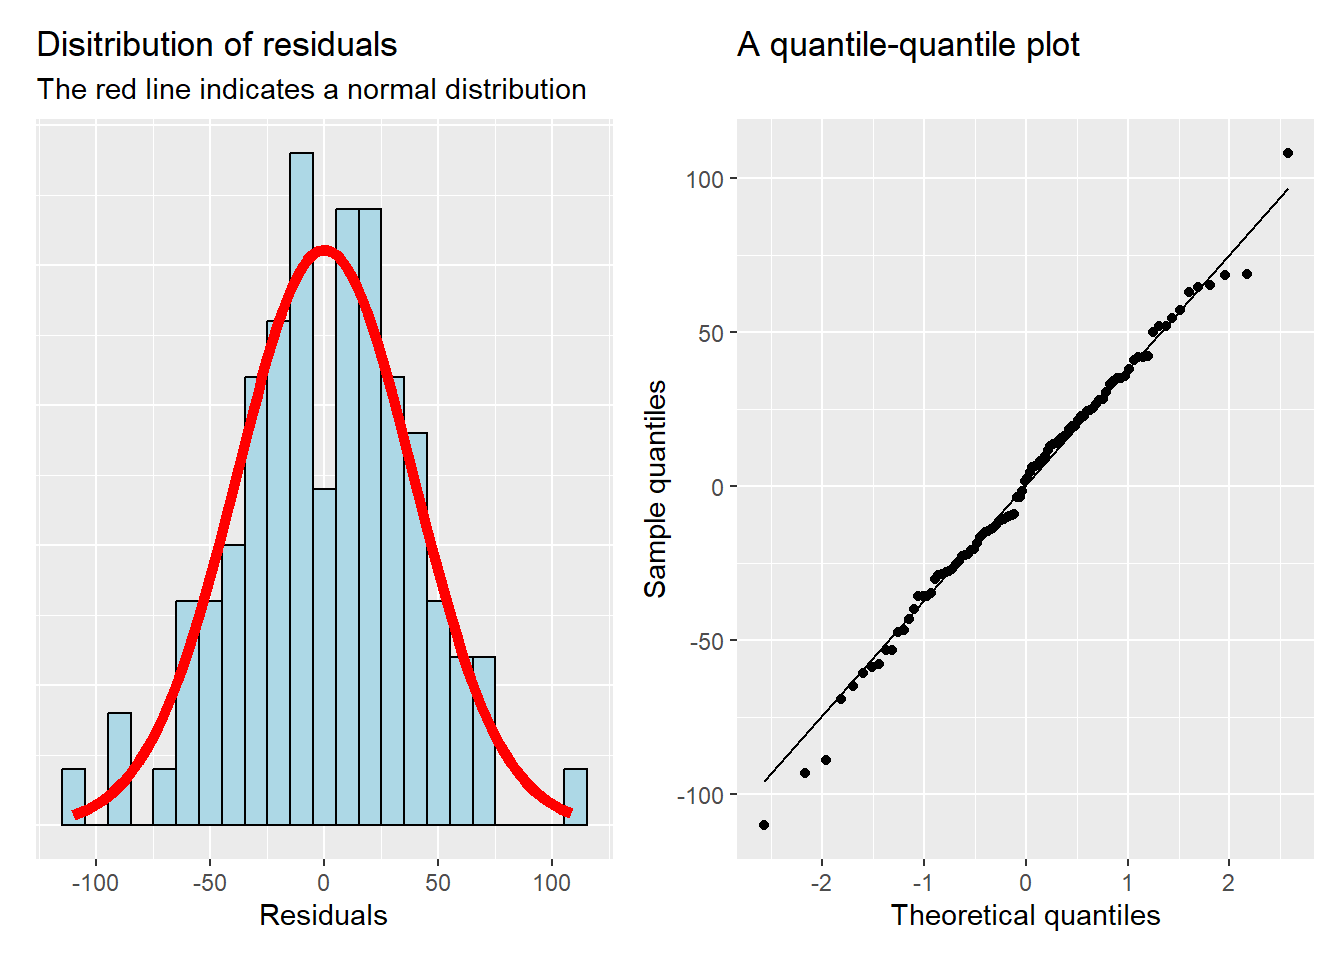 Disitribution of residuals
The red line indicates a normal distribution
-100 -50 0 50 100
Residuals
A quantile-quantile plot
100
50
0
-50
-100
Sample quantiles
-2 -1 0 1 2
Theoretical quantiles